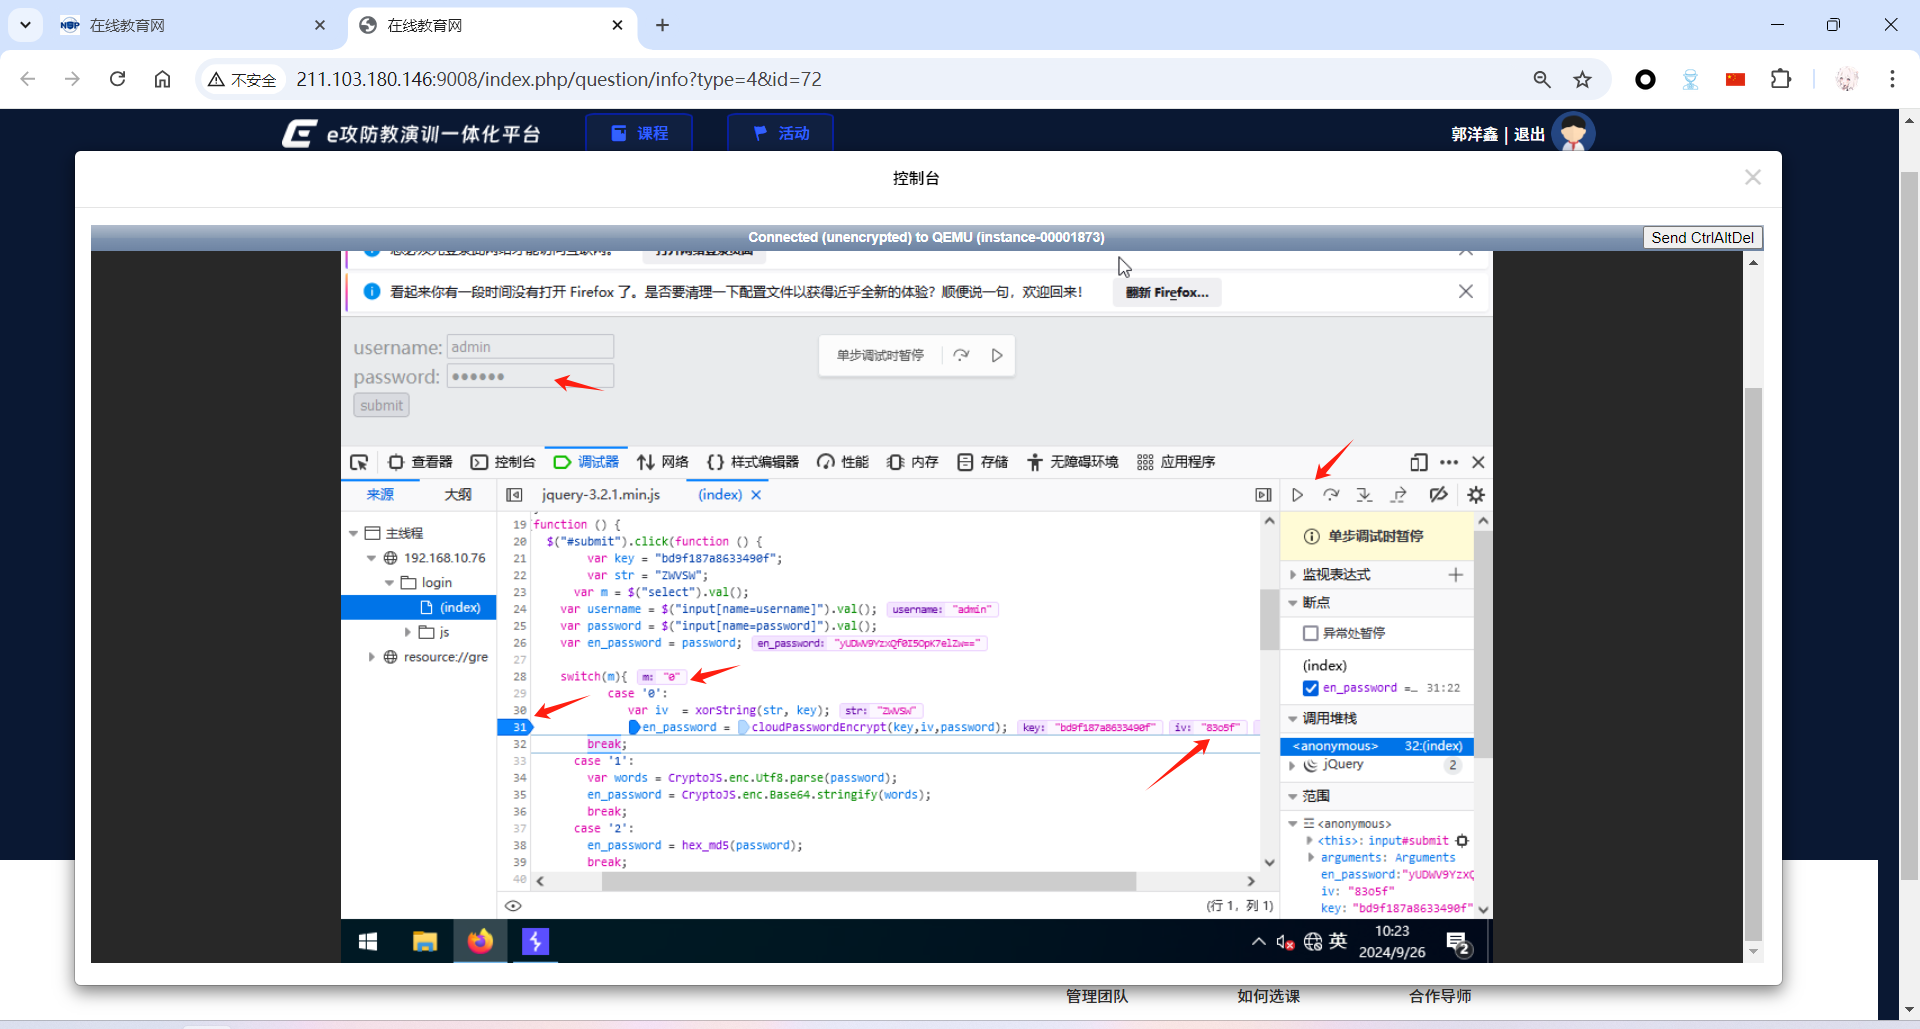 在线教育网
在线教育网
不安全
211.103.180.146:9008/index.php/question/info?type=4&id=72
e攻防教演训一体化平台
课程
活动
郭洋鑫 | 退出
控制台
Connected (unencrypted) to QEMU (instance-00001873)
Send CtrlAltDel
看起来你有一段时间没有打开 Firefox 了。是否要清理一下配置文件以获得近乎全新的体验？顺便说一句，欢迎回来！
翻新 Firefox...
username: admin
password: ••••••
submit
单步调试时暂停
查看器
控制台
调试器
网络
样式编辑器
性能
内存
存储
无障碍环境
应用程序
来源
大纲
jquery-3.2.1.min.js
(index)
主线程
192.168.10.76
login
(index)
js
resource://gre
19 function () {
20 $("#submit").click(function () {
21 var key = "bd9f187a8633490f";
22 var str = "ZWVSW";
23 var m = $("select").val();
24 var username = $("input[name=username]").val(); username: "admin"
25 var password = $("input[name=password]").val();
26 var en_password = password; en_password: "yUDWV9YzxQf0I5OpK7elZw=="
27
28 switch(m){ m: "0"
29 case '0':
30 var iv = xorString(str, key); str: "ZWVSW"
31 en_password = cloudPasswordEncrypt(key,iv,password); key: "bd9f187a8633490f" iv: "83o5f"
32 break;
33 case '1':
34 var words = CryptoJS.enc.Utf8.parse(password);
35 en_password = CryptoJS.enc.Base64.stringify(words);
36 break;
37 case '2':
38 en_password = hex_md5(password);
39 break;
40
(行 1，列 1)
单步调试时暂停
监视表达式
断点
异常处暂停
(index)
en_password =… 31:22
调用堆栈
<anonymous> 32:(index)
jQuery 2
范围
<anonymous>
<this>: input#submit
arguments: Arguments
en_password:"yUDWV9YzxQ
iv: "83o5f"
key: "bd9f187a8633490f"
英
10:23
2024/9/26
2
管理团队
如何选课
合作导师